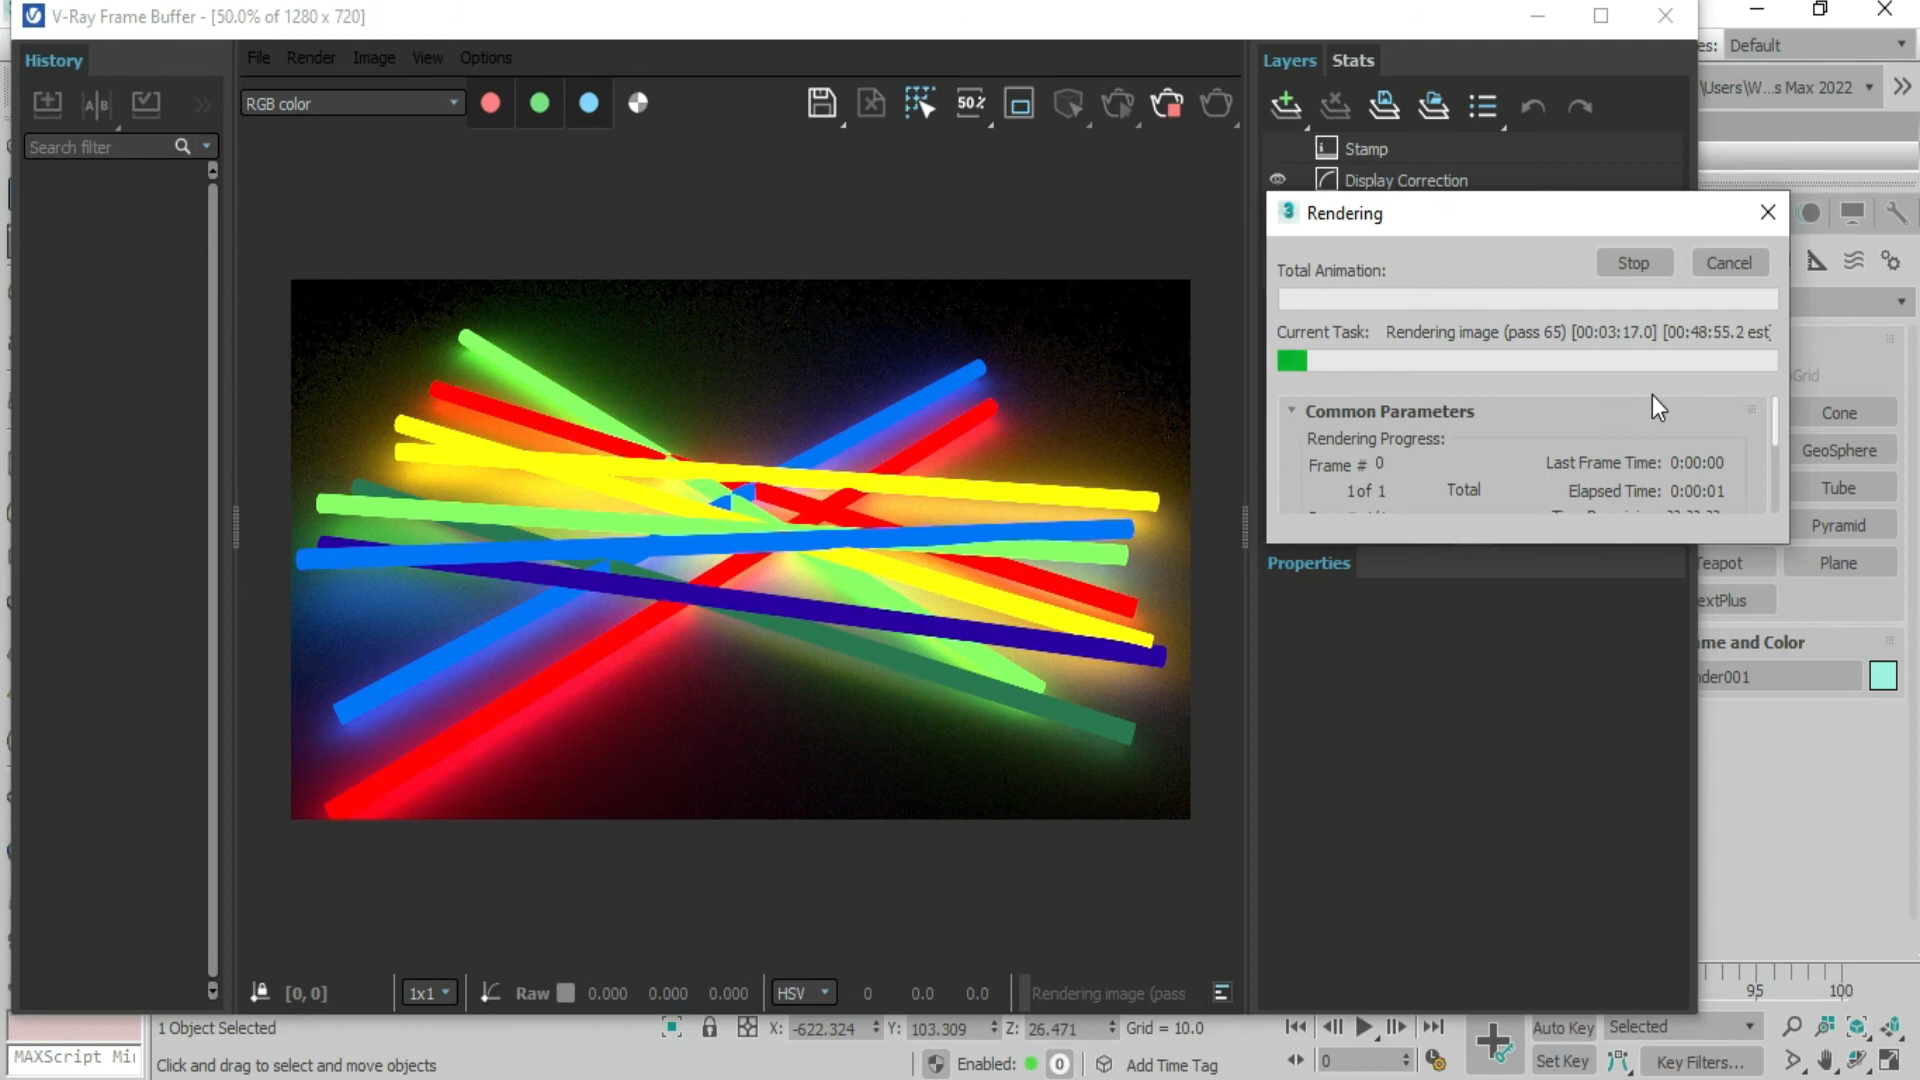 V-Ray Frame Buffer - [50.0% of 1280 x 720]
es: Default
History
File Render Image View Options
Layers Stats
\Users\W...s Max 2022
A|B
RGB color
50%
Search filter
Stamp
Display Correction
3 Rendering
Total Animation:
Stop
Cancel
Current Task: Rendering image (pass 65) [00:03:17.0] [00:48:55.2 est]
Grid
Common Parameters
Rendering Progress:
Frame # 0
Last Frame Time: 0:00:00
1 of 1
Total
Elapsed Time: 0:00:01
Cone
GeoSphere
Tube
Pyramid
Teapot
Plane
extPlus
Properties
ame and Color
nder001
[0, 0]
1x1
Raw
0.000
0.000
0.000
HSV
0
0.0
0.0
Rendering image (pass
95
100
1 Object Selected
X: -622.324
Y: 103.309
Z: 26.471
Grid = 10.0
Auto Key
Selected
MAXScript Mi
Click and drag to select and move objects
Enabled:
0
Add Time Tag
0
Set Key
Key Filters...